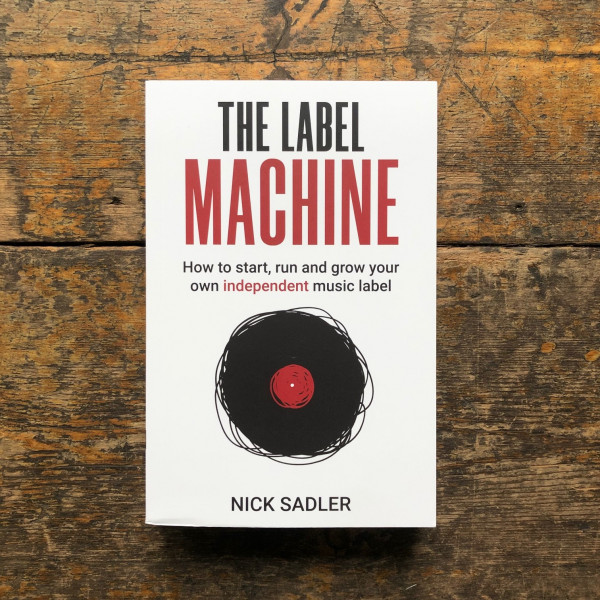 THE LABEL
MACHINE
How to start, run and grow your
own independent music label
NICK SADLER